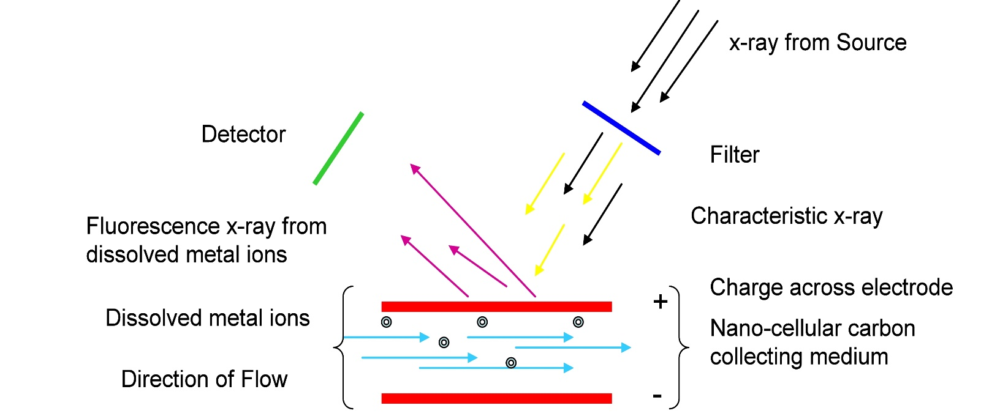 x-ray from Source
Detector
Filter
Characteristic x-ray
Fluorescence x-ray from
dissolved metal ions
Charge across electrode
+
Dissolved metal ions
Nano-cellular carbon
collecting medium
Direction of Flow
-